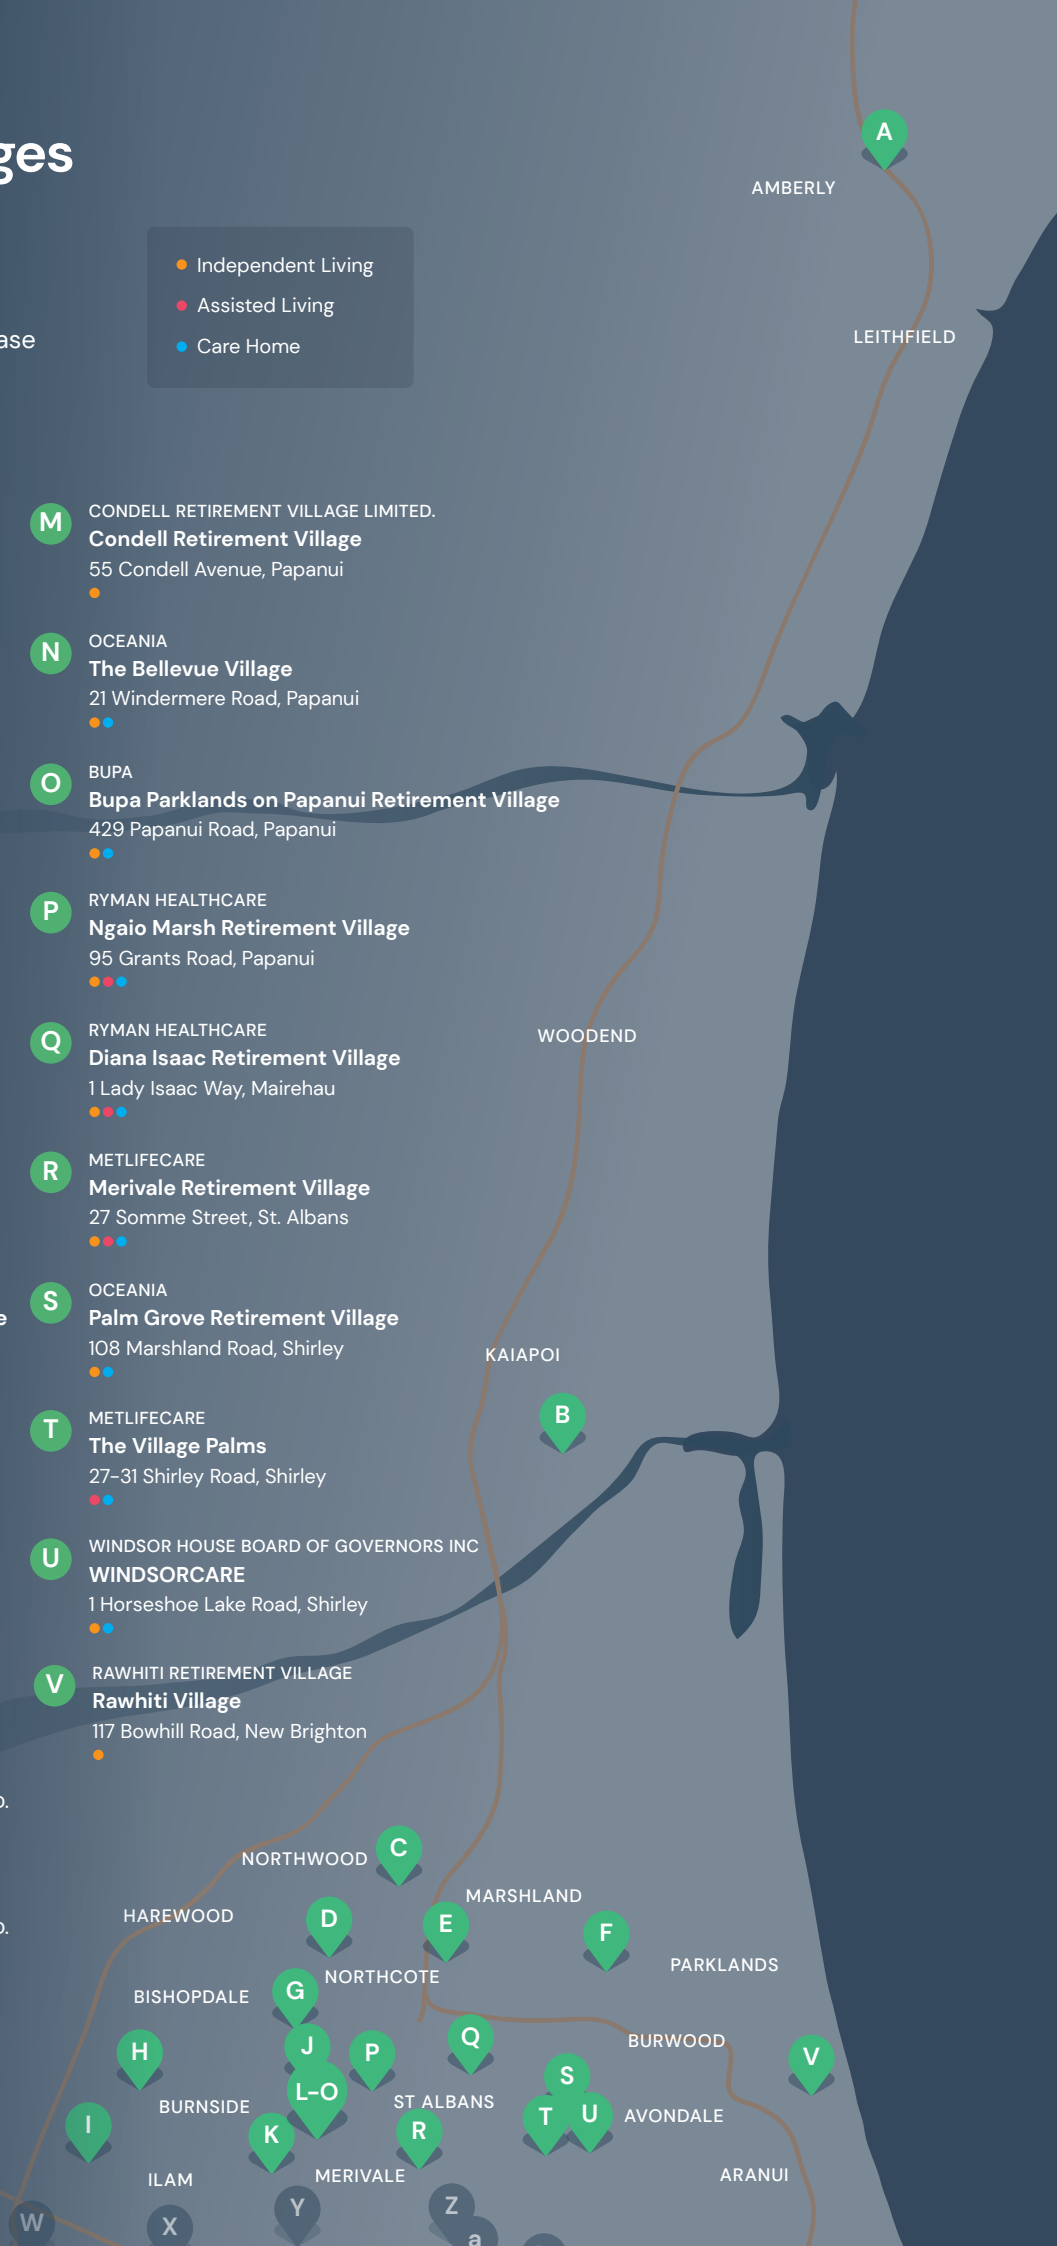 ges
ase
Independent Living
Assisted Living
Care Home
M
CONDELL RETIREMENT VILLAGE LIMITED.
Condell Retirement Village
55 Condell Avenue, Papanui
N
OCEANIA
The Bellevue Village
21 Windermere Road, Papanui
O
BUPA
Bupa Parklands on Papanui Retirement Village
429 Papanui Road, Papanui
P
RYMAN HEALTHCARE
Ngaio Marsh Retirement Village
95 Grants Road, Papanui
Q
RYMAN HEALTHCARE
Diana Isaac Retirement Village
1 Lady Isaac Way, Mairehau
R
METLIFECARE
Merivale Retirement Village
27 Somme Street, St. Albans
e
S
OCEANIA
Palm Grove Retirement Village
108 Marshland Road, Shirley
T
METLIFECARE
The Village Palms
27-31 Shirley Road, Shirley
U
WINDSOR HOUSE BOARD OF GOVERNORS INC
WINDSORCARE
1 Horseshoe Lake Road, Shirley
V
RAWHITI RETIREMENT VILLAGE
Rawhiti Village
117 Bowhill Road, New Brighton
o.
o.
A
AMBERLY
LEITHFIELD
WOODEND
KAIAPOI
B
C
NORTHWOOD
MARSHLAND
HAREWOOD
D
E
F
PARKLANDS
NORTHCOTE
BISHOPDALE
G
Q
BURWOOD
H
J
P
V
S
L-O
ST ALBANS
BURNSIDE
T
U
AVONDALE
I
K
R
ILAM
MERIVALE
ARANUI
W
X
Y
Z
a